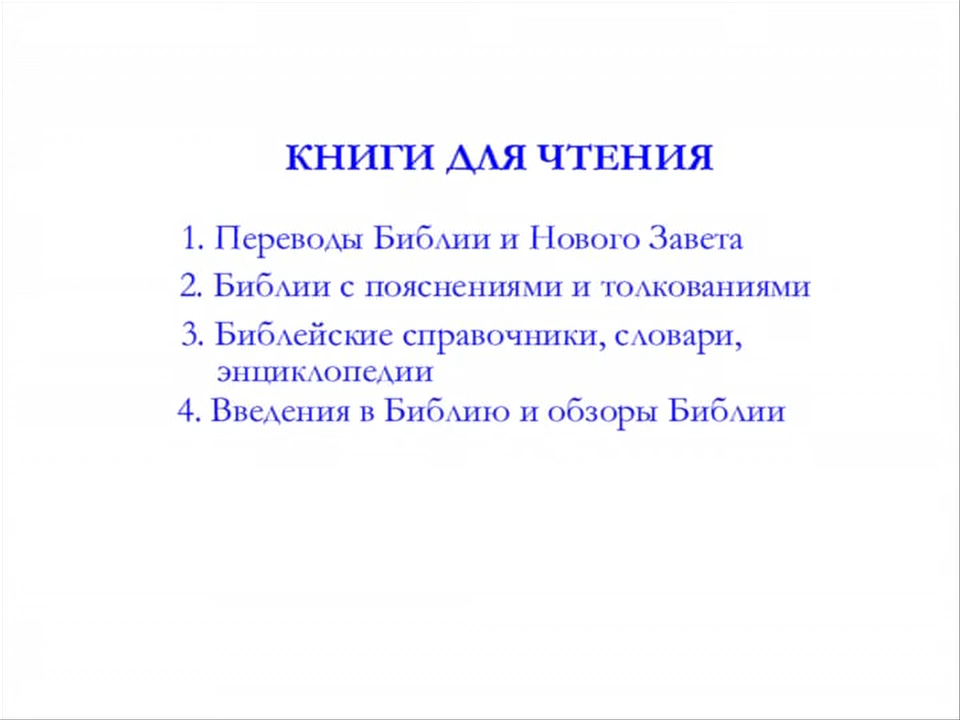 КНИГИ ДЛЯ ЧТЕНИЯ
1. Переводы Библии и Нового Завета
2. Библии с пояснениями и толкованиями
3. Библейские справочники, словари,
энциклопедии
4. Введения в Библию и обзоры Библии